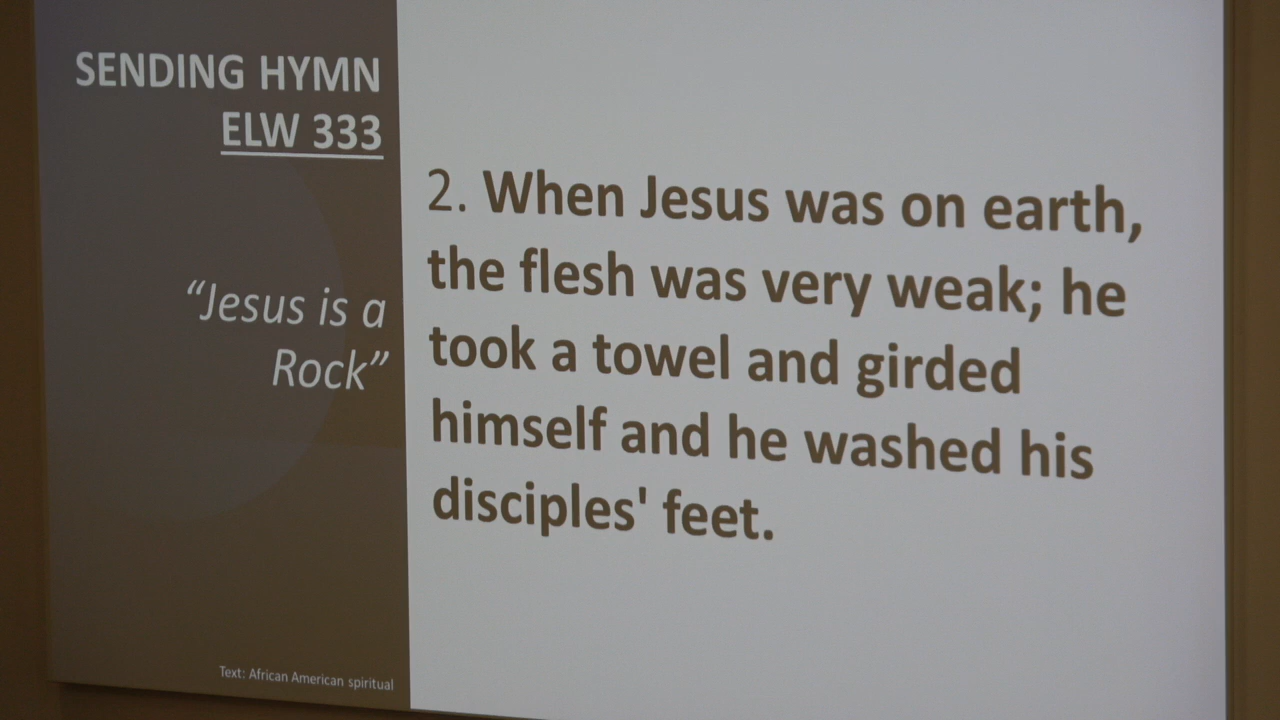 SENDING HYMN
ELW 333
“Jesus is a
Rock”
Text: African American spiritual
2. When Jesus was on earth,
the flesh was very weak; he
took a towel and girded
himself and he washed his
disciples' feet.